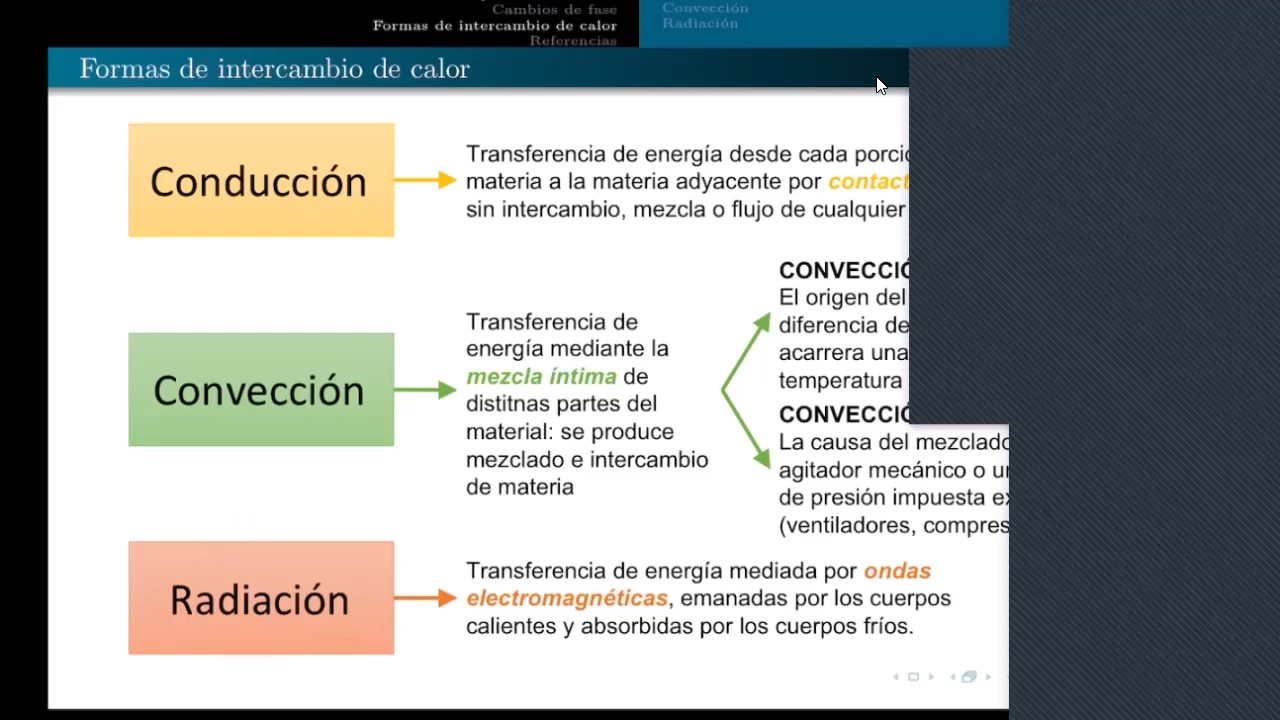 Cambios de fase
Formas de intercambio de calor
Referencias
Convección
Radiación
Formas de intercambio de calor
Conducción
Transferencia de energía desde cada
materia a la materia adyacente por
sin intercambio, mezcla o flujo de cualquier
Convección
Transferencia de
energía mediante la
mezcla íntima de
distitnas partes del
material: se produce
mezclado e intercambio
de materia
El origen del
diferencia de
acarrera una
temperatura
La causa del mezclado
agitador mecánico o
de presión impuesta
(ventiladores,
Radiación
Transferencia de energía mediada por ondas
electromagnéticas, emanadas por los cuerpos
calientes y absorbidas por los cuerpos fríos.